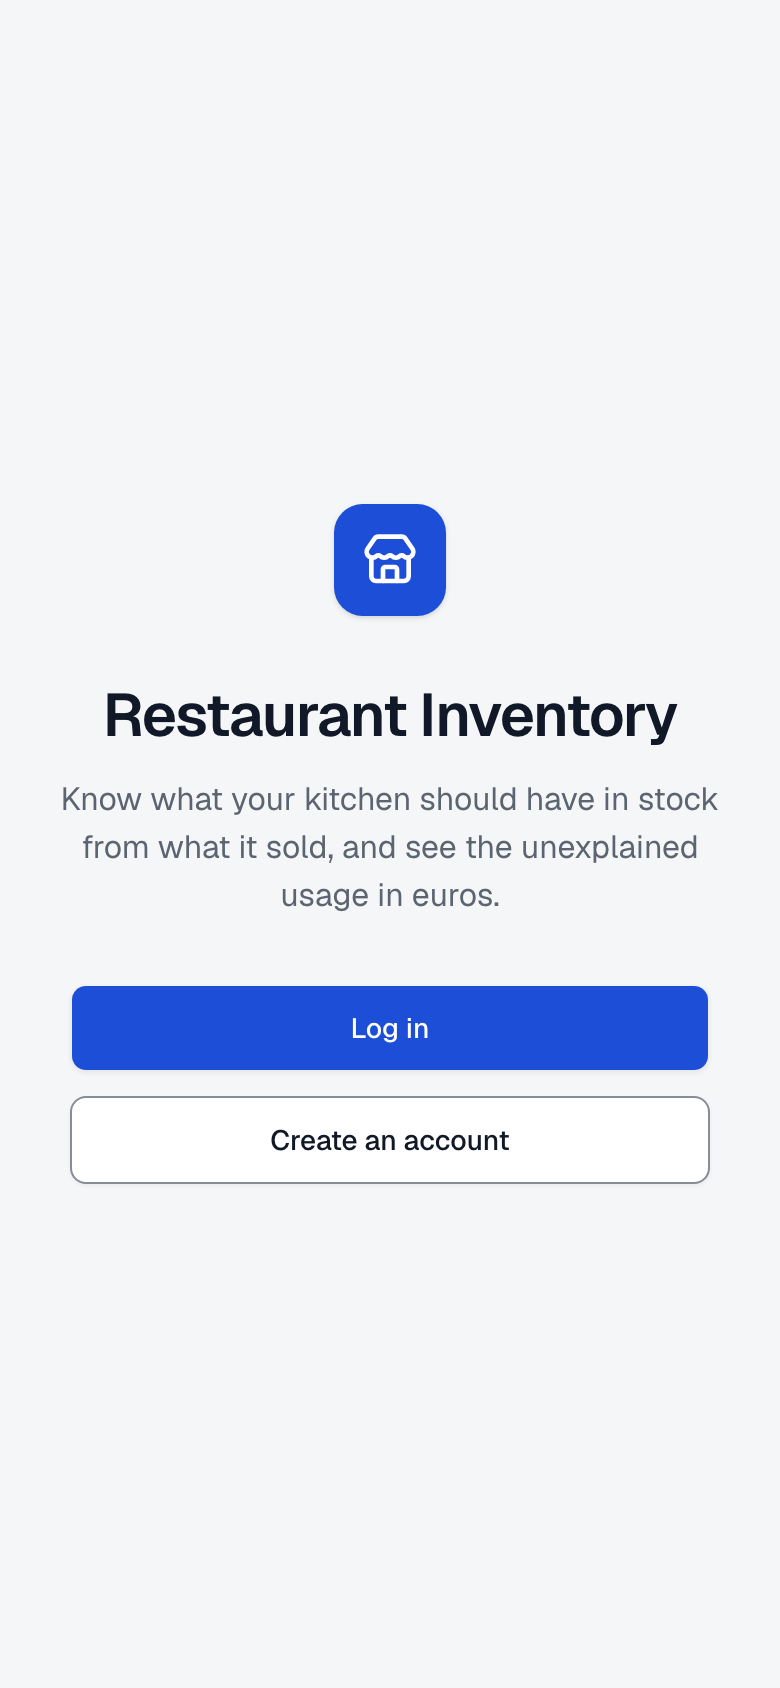 Restaurant Inventory
Know what your kitchen should have in stock
from what it sold, and see the unexplained
usage in euros.
Log in
Create an account